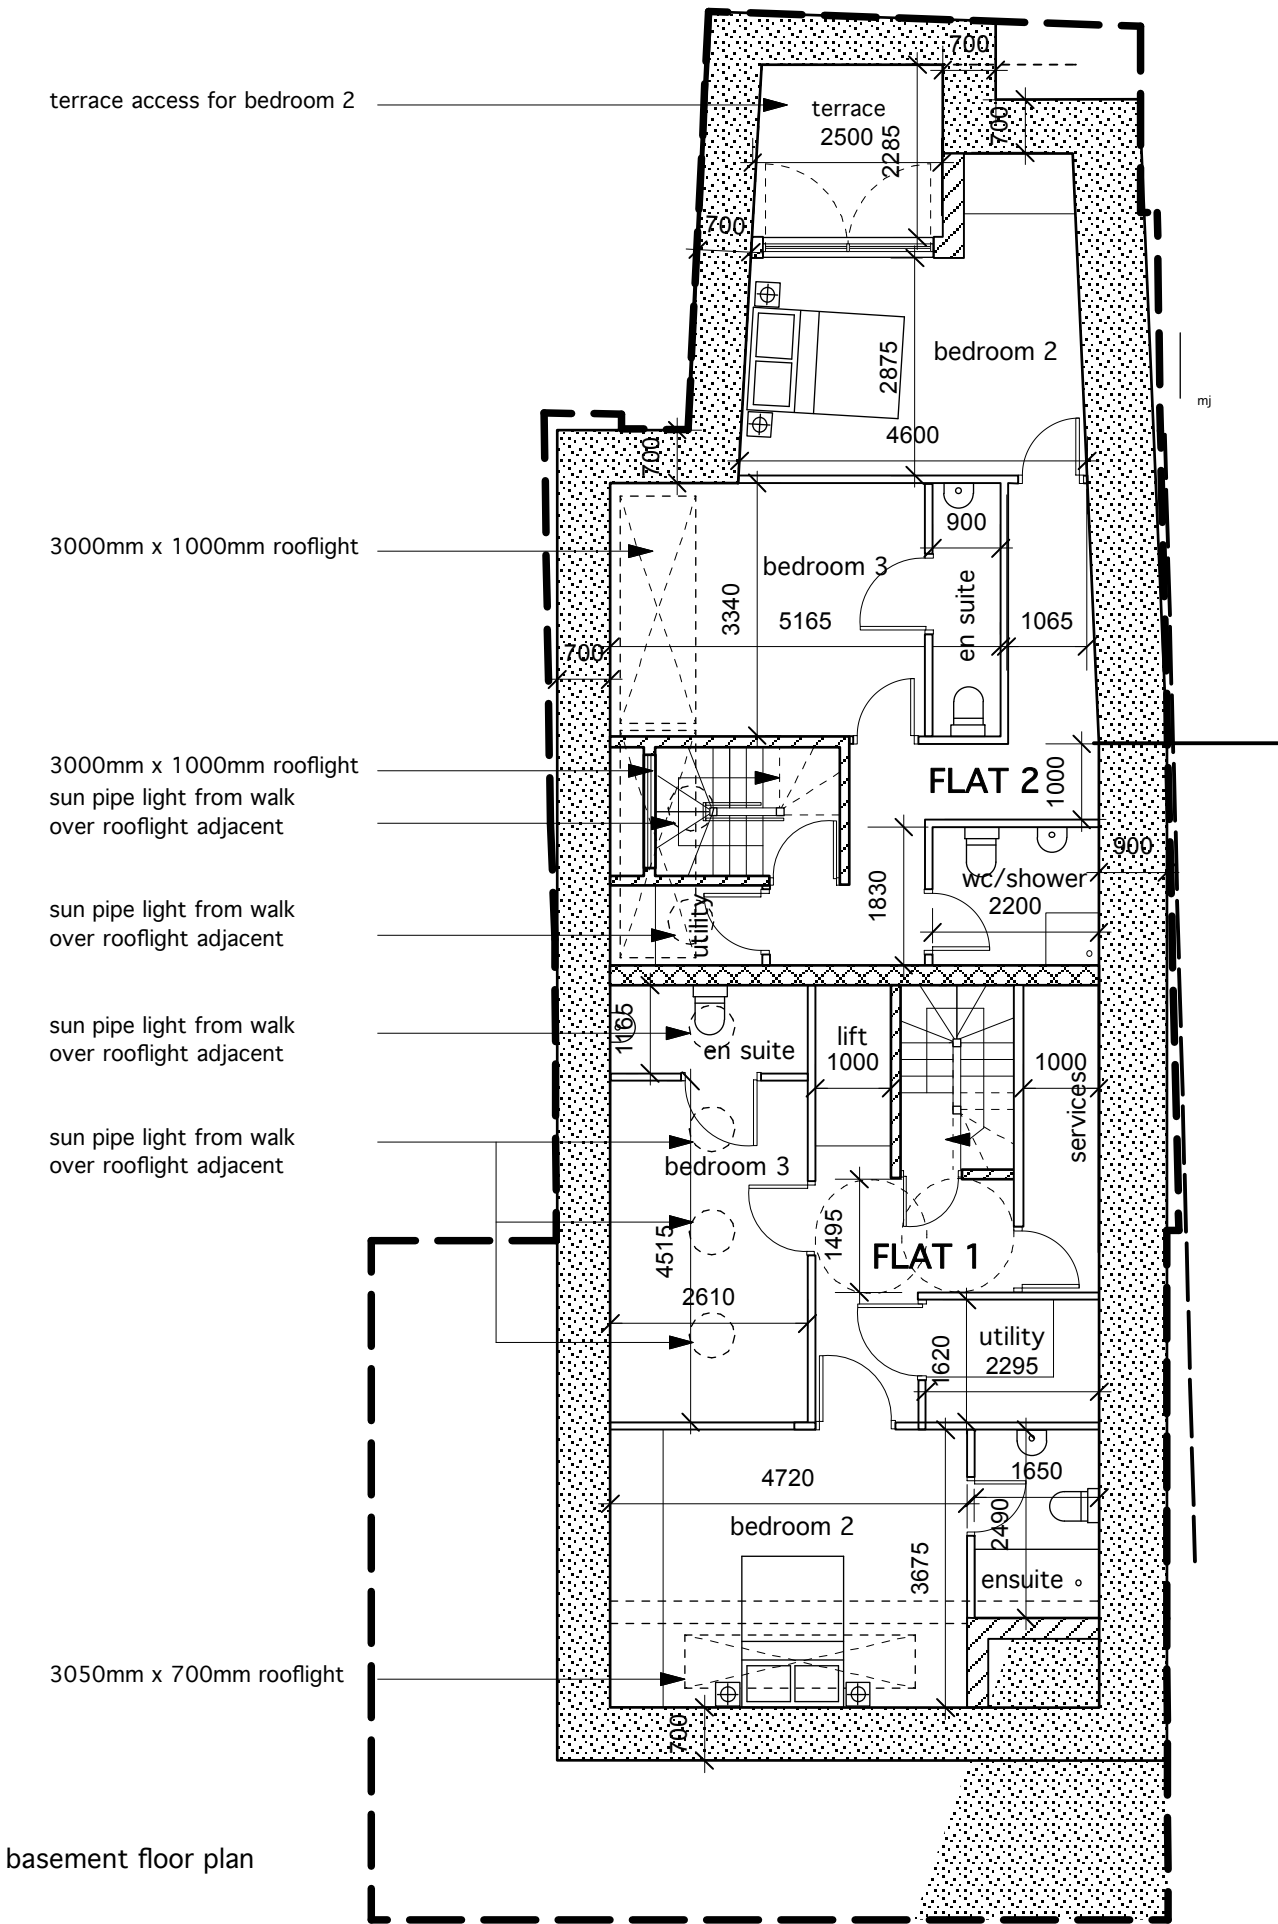 700
terrace access for bedroom 2
terrace
2500
2285
700
700
bedroom 2
2875
mj
4600
700
900
3000mm x 1000mm rooflight
bedroom 3
en suite
3340
5165
1065
700
3000mm x 1000mm rooflight
FLAT 2
1000
sun pipe light from walk
over rooflight adjacent
900
wc/shower
2200
1830
sun pipe light from walk
over rooflight adjacent
utility
1165
sun pipe light from walk
over rooflight adjacent
en suite
lift
1000
1000
services
sun pipe light from walk
over rooflight adjacent
bedroom 3
1495
4515
FLAT 1
2610
utility
2295
1620
4720
1650
bedroom 2
2490
3675
ensuite
3050mm x 700mm rooflight
700
basement floor plan